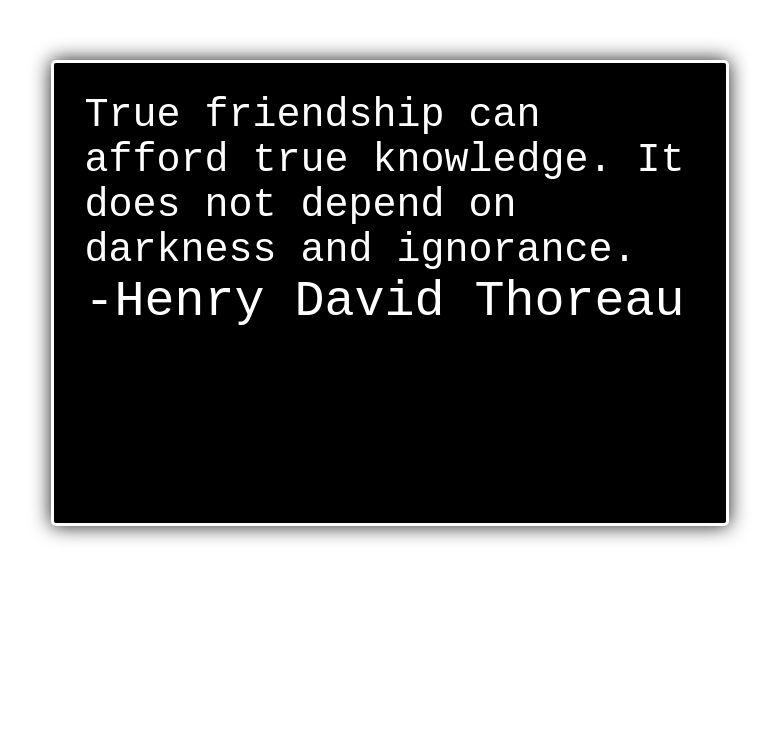 True friendship can
afford true knowledge. It
does not depend on
darkness and ignorance.
-Henry David Thoreau